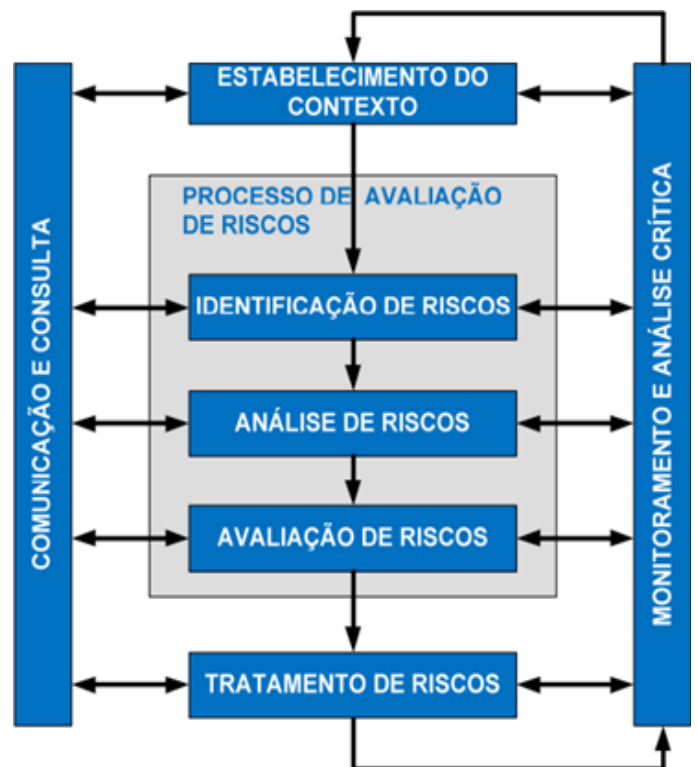 ESTABELECIMENTO DO
CONTEXTO
PROCESSO DE AVALIAÇÃO
DE RISCOS
IDENTIFICAÇÃO DE RISCOS
ANÁLISE DE RISCOS
AVALIAÇÃO DE RISCOS
TRATAMENTO DE RISCOS
COMUNICAÇÃO E CONSULTA
MONITORAMENTO E ANÁLISE CRÍTICA